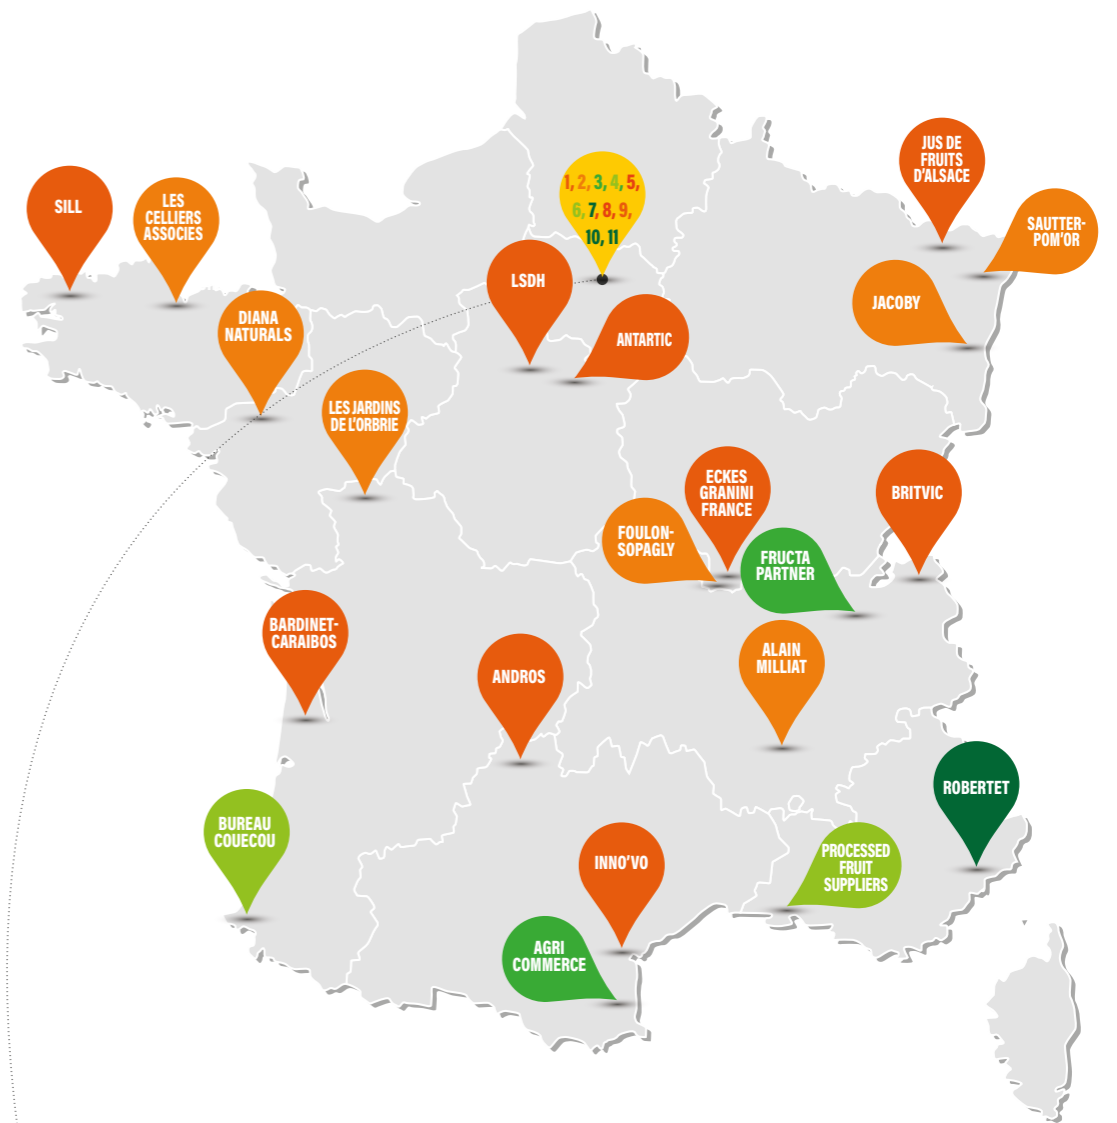 JUS DE
FRUITS
D'ALSACE
SILL
LES
CELLIERS
ASSOCIES
1, 2, 3, 4, 5,
6, 7, 8, 9,
10, 11
SAUTTER-
POM'OR
LSDH
JACOBY
DIANA
NATURALS
ANTARTIC
LES JARDINS
DE L'ORBRIE
ECKES
GRANINI
FRANCE
BRITVIC
FOULON-
SOPAGLY
FRUCTA
PARTNER
BARDINET-
CARAIBOS
ANDROS
ALAIN
MILLIAT
ROBERTET
BUREAU
COUECOU
INNO'VO
PROCESSED
FRUIT
SUPPLIERS
AGRI
COMMERCE